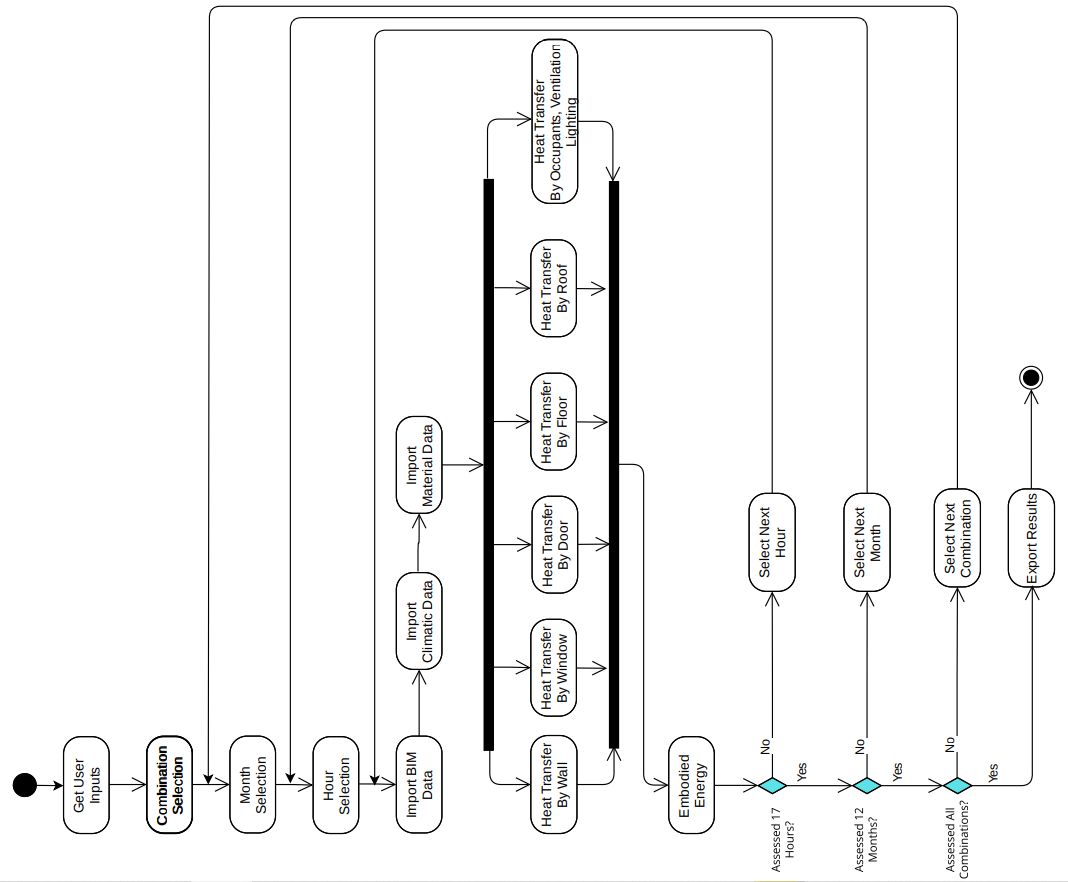 Get User
Inputs
Combination
Selection
Month
Selection
Hour
Selection
Import BIM
Data
Import
Climatic Data
Import
Material Data
Heat Transfer
By Wall
Heat Transfer
By Window
Heat Transfer
By Door
Heat Transfer
By Floor
Heat Transfer
By Roof
Heat Transfer
By Occupants, Ventilation
Lighting
Embodied
Energy
Assessed 17
Hours?
No
Yes
Select Next
Hour
Assessed 12
Months?
No
Yes
Select Next
Month
Assessed All
Combinations?
No
Yes
Select Next
Combination
Export Results